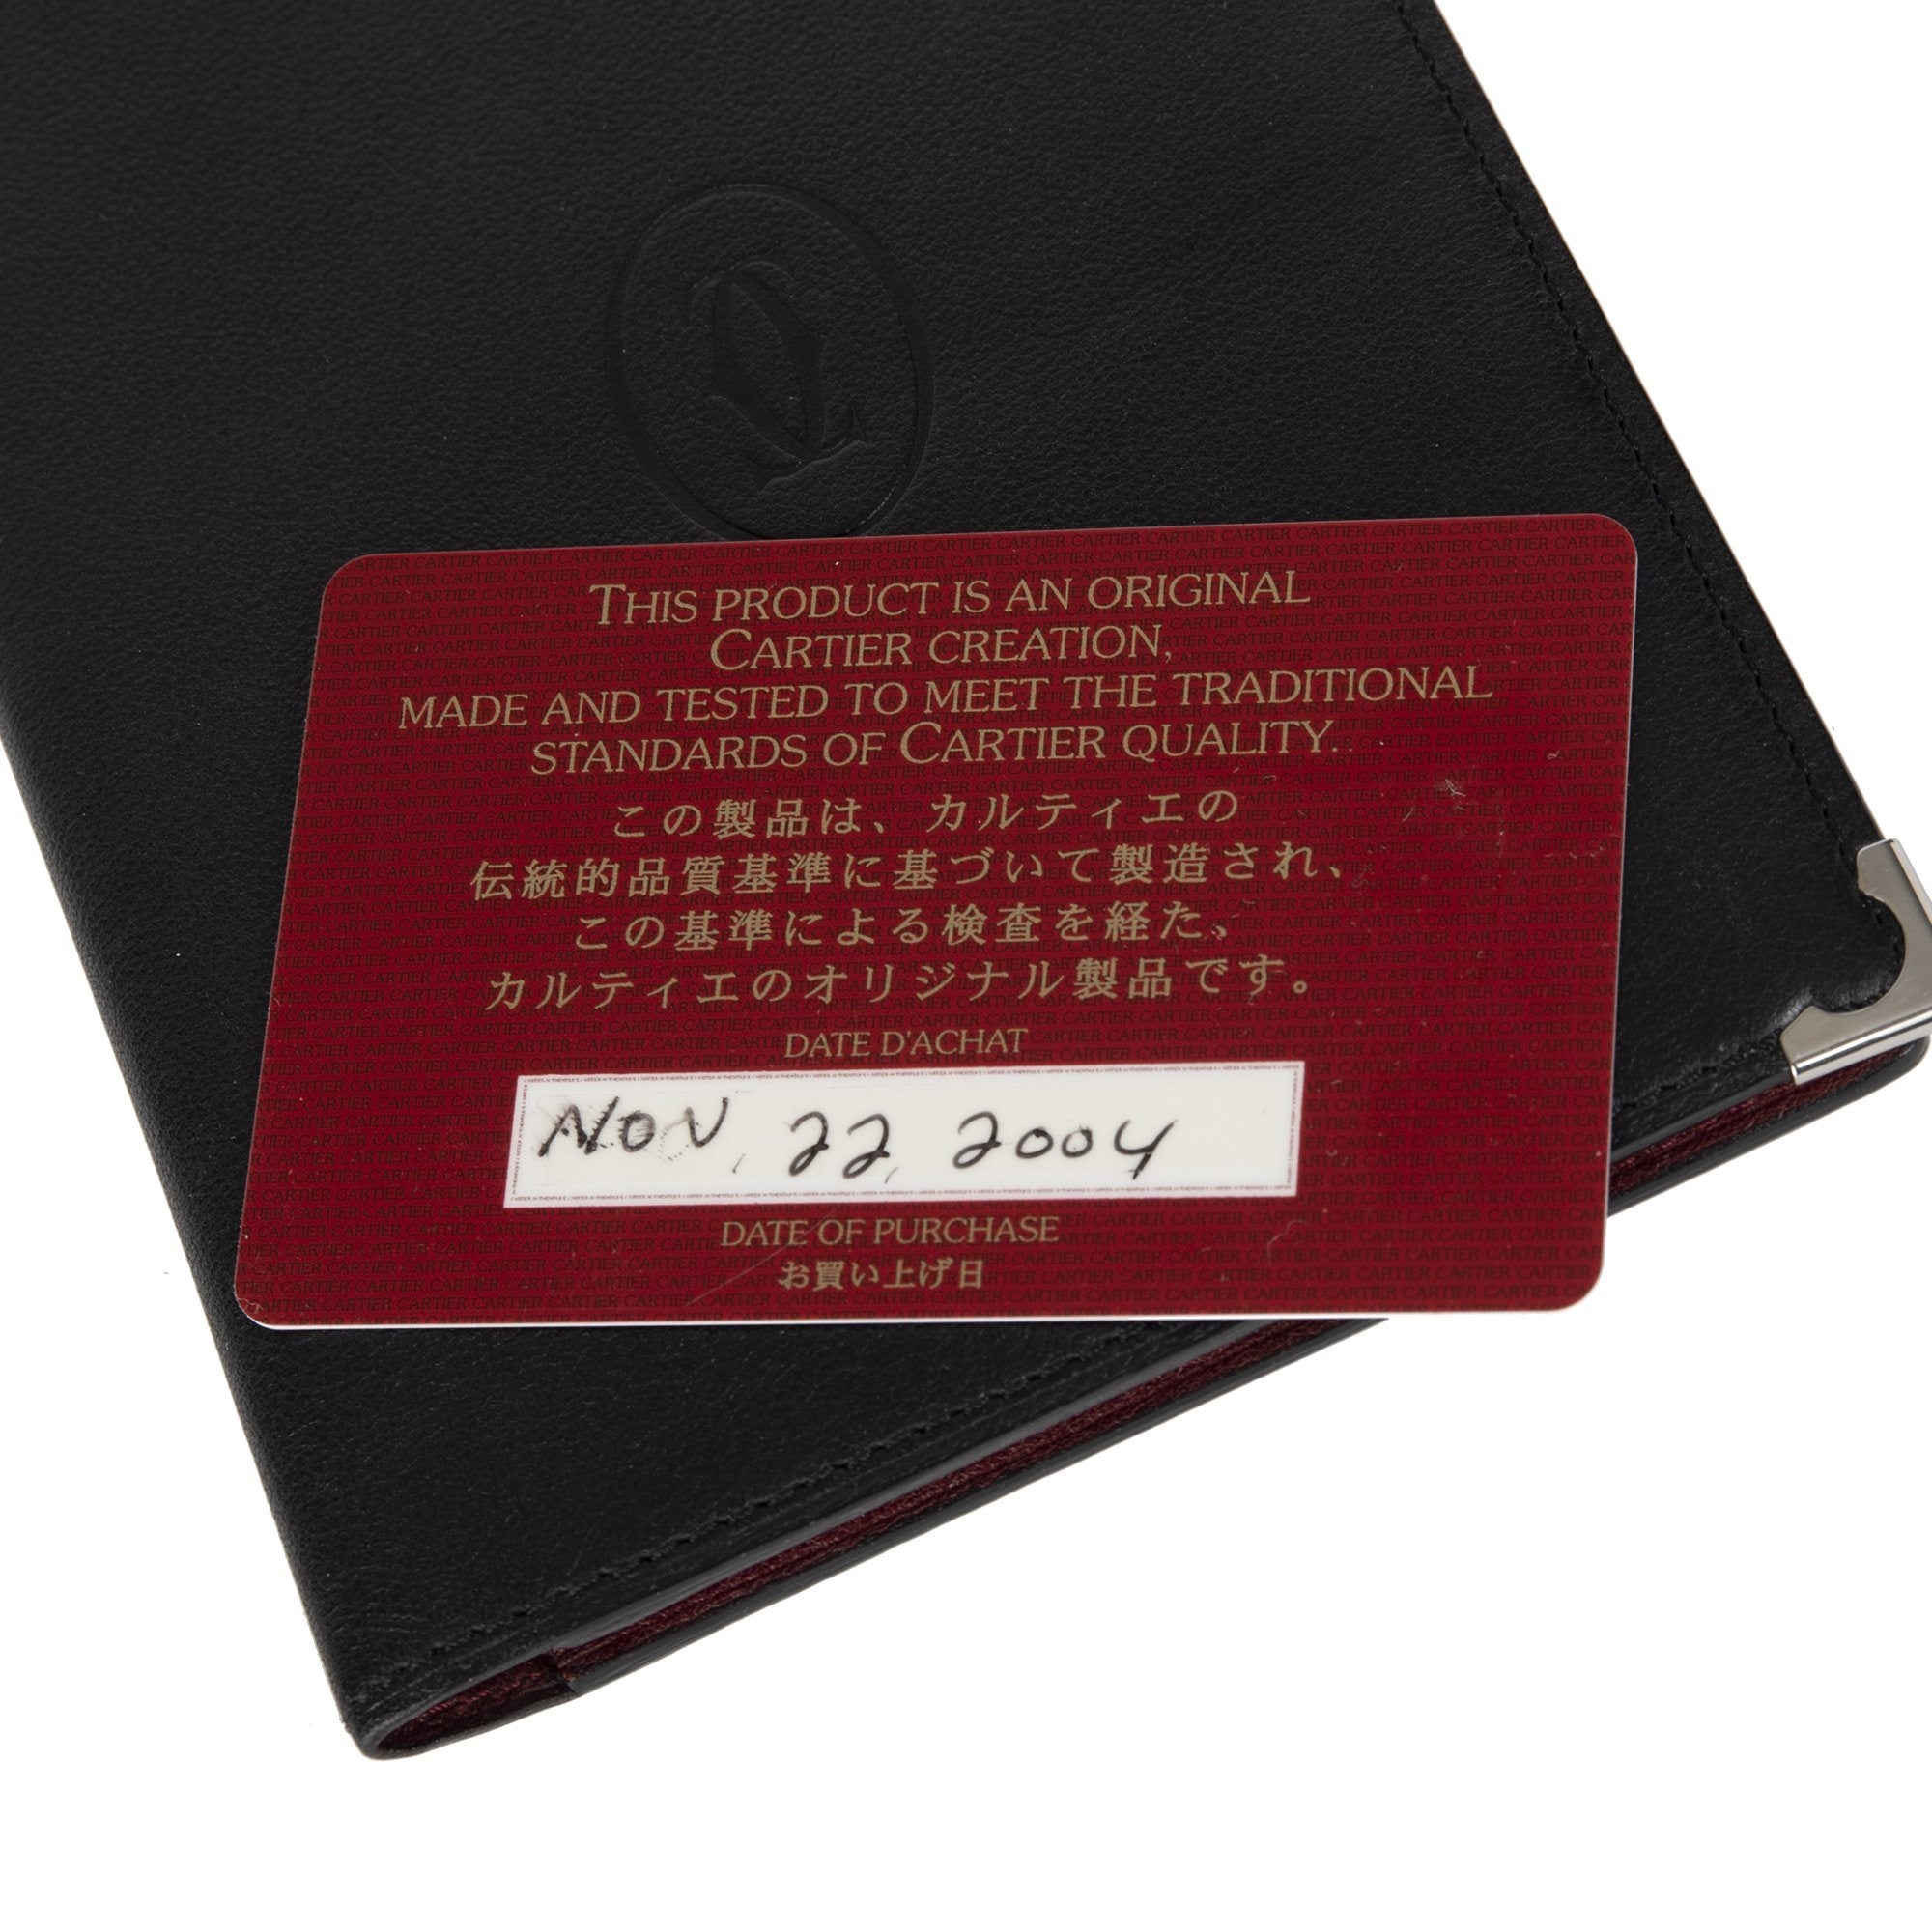 THIS PRODUCT IS AN ORIGINAL
CARTIER CREATION,
MADE AND TESTED TO MEET THE TRADITIONAL
STANDARDS OF CARTIER QUALITY.
この製品は、カルティエの
伝統的品質基準に基づいて製造され、
この基準による検査を経た、
カルティエのオリジナル製品です。
DATE D'ACHAT
NOV, 22, 2004
DATE OF PURCHASE
お買い上げ日